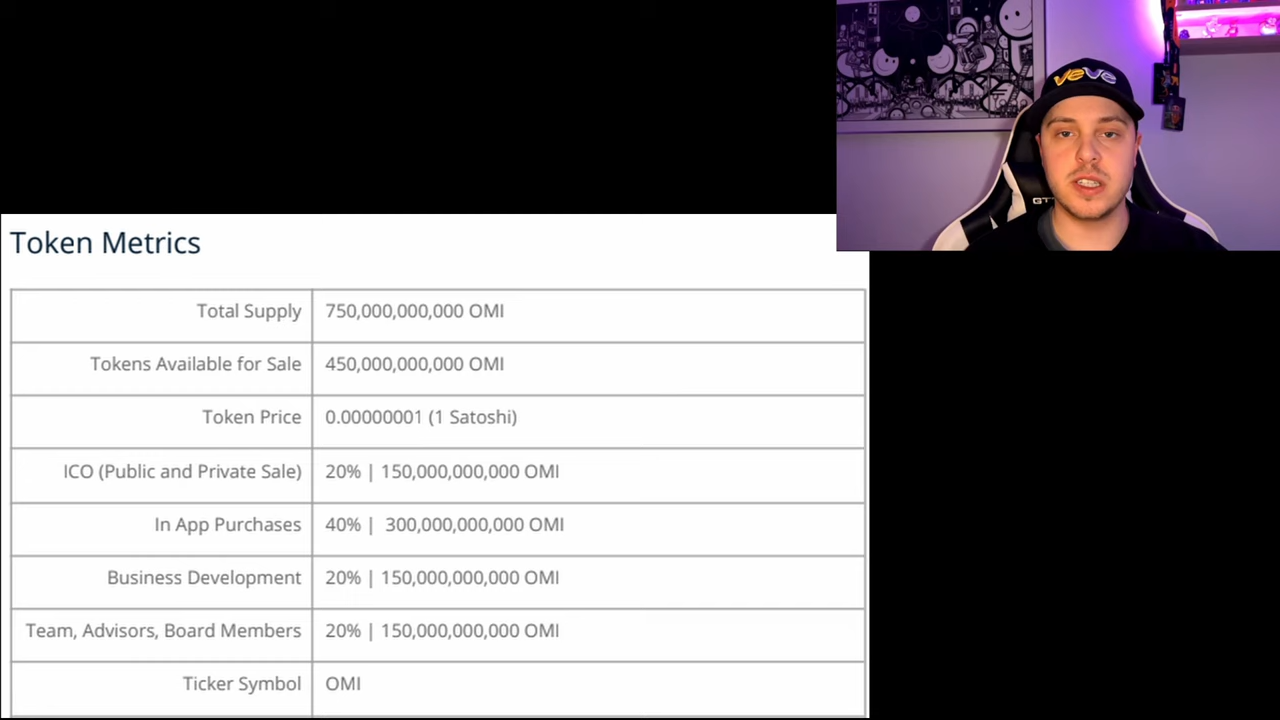 VEVE
GT
Token Metrics
Total Supply 750,000,000,000 OMI
Tokens Available for Sale 450,000,000,000 OMI
Token Price 0.00000001 (1 Satoshi)
ICO (Public and Private Sale) 20% | 150,000,000,000 OMI
In App Purchases 40% | 300,000,000,000 OMI
Business Development 20% | 150,000,000,000 OMI
Team, Advisors, Board Members 20% | 150,000,000,000 OMI
Ticker Symbol OMI